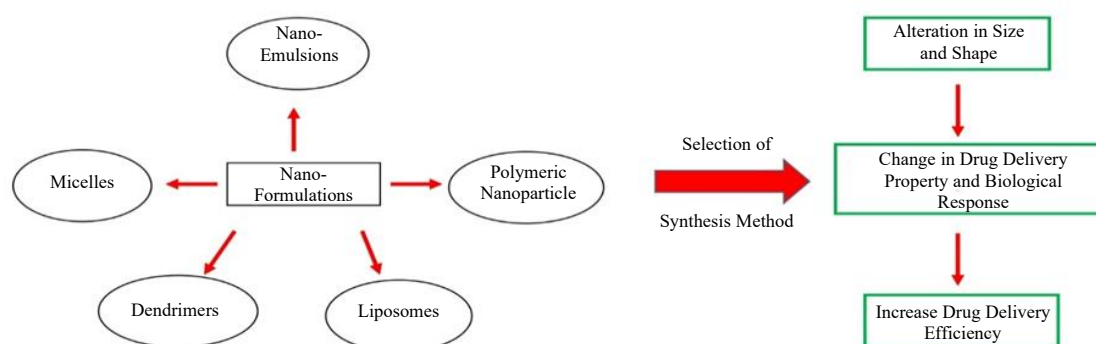 Nano-
Emulsions
Micelles
Nano-
Formulations
Polymeric
Nanoparticle
Dendrimers
Liposomes
Selection of
Synthesis Method
Alteration in Size
and Shape
Change in Drug Delivery
Property and Biological
Response
Increase Drug Delivery
Efficiency